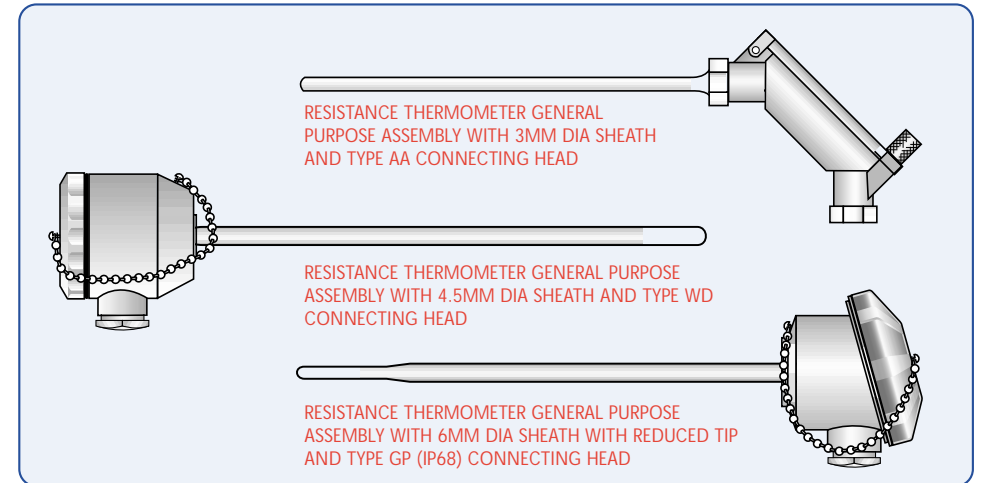 RESISTANCE THERMOMETER GENERAL
PURPOSE ASSEMBLY WITH 3MM DIA SHEATH
AND TYPE AA CONNECTING HEAD
RESISTANCE THERMOMETER GENERAL PURPOSE
ASSEMBLY WITH 4.5MM DIA SHEATH AND TYPE WD
CONNECTING HEAD
RESISTANCE THERMOMETER GENERAL PURPOSE
ASSEMBLY WITH 6MM DIA SHEATH WITH REDUCED TIP
AND TYPE GP (IP68) CONNECTING HEAD